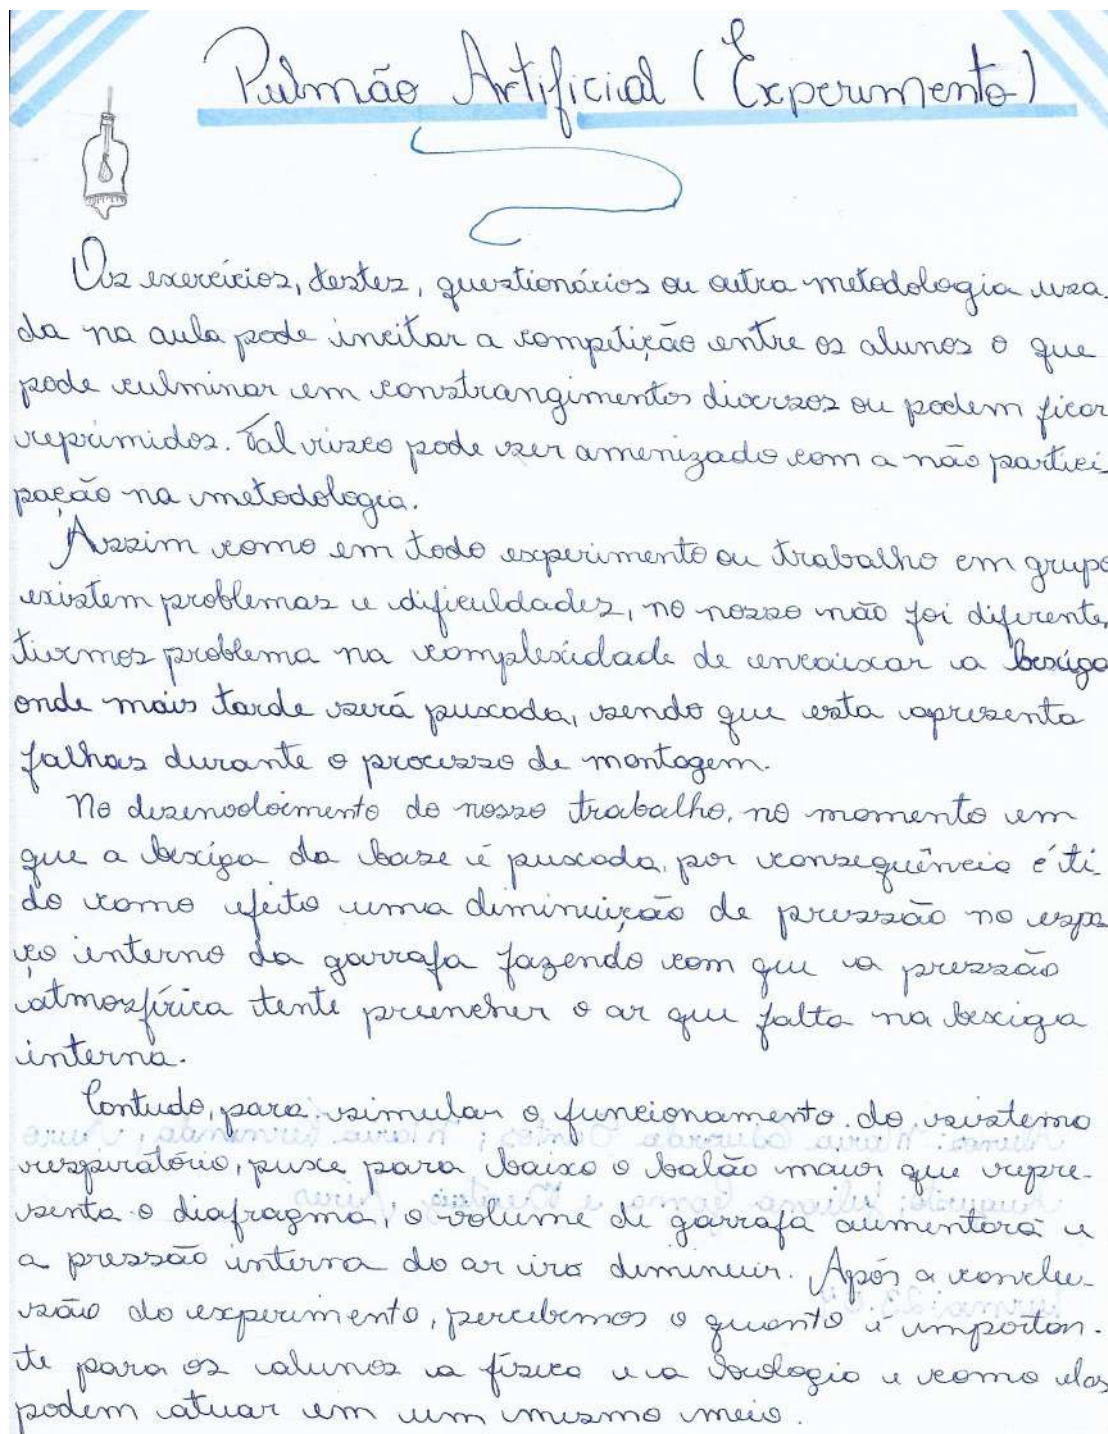 Pulmão Artificial (Experimento)
Os exercícios, testes, questionários ou outra metodologia usa-
da na aula pode incitar a competição entre os alunos o que
pode culminar em constrangimentos diversos ou podem ficar
reprimidos. Tal risco pode ser amenizado com a não partici
pação na metodologia.
Assim como em todo experimento ou trabalho em grupo
existem problemas e dificuldades, no nosso não foi diferente,
tivemos problema na complexidade de encaixar a bexiga
onde mais tarde será puxada, sendo que esta apresenta
falhas durante o processo de montagem.
No desenvolvimento do nosso trabalho, no momento em
que a bexiga da base é puxada, por consequência é ti-
do como efeito uma diminuição de pressão no espa-
ço interno da garrafa fazendo com que a pressão
atmosférica tente preencher o ar que falta na bexiga
interna.
Contudo, para simular o funcionamento do sistema
respiratório, puxe para baixo o balão maior que repre-
senta o diafragma, o volume de garrafa aumentará e
a pressão interna do ar irá diminuir. Após a conclu-
são do experimento, percebemos o quanto é importan-
te para os alunos a física e a biologia e como elas
podem atuar em um mesmo meio.